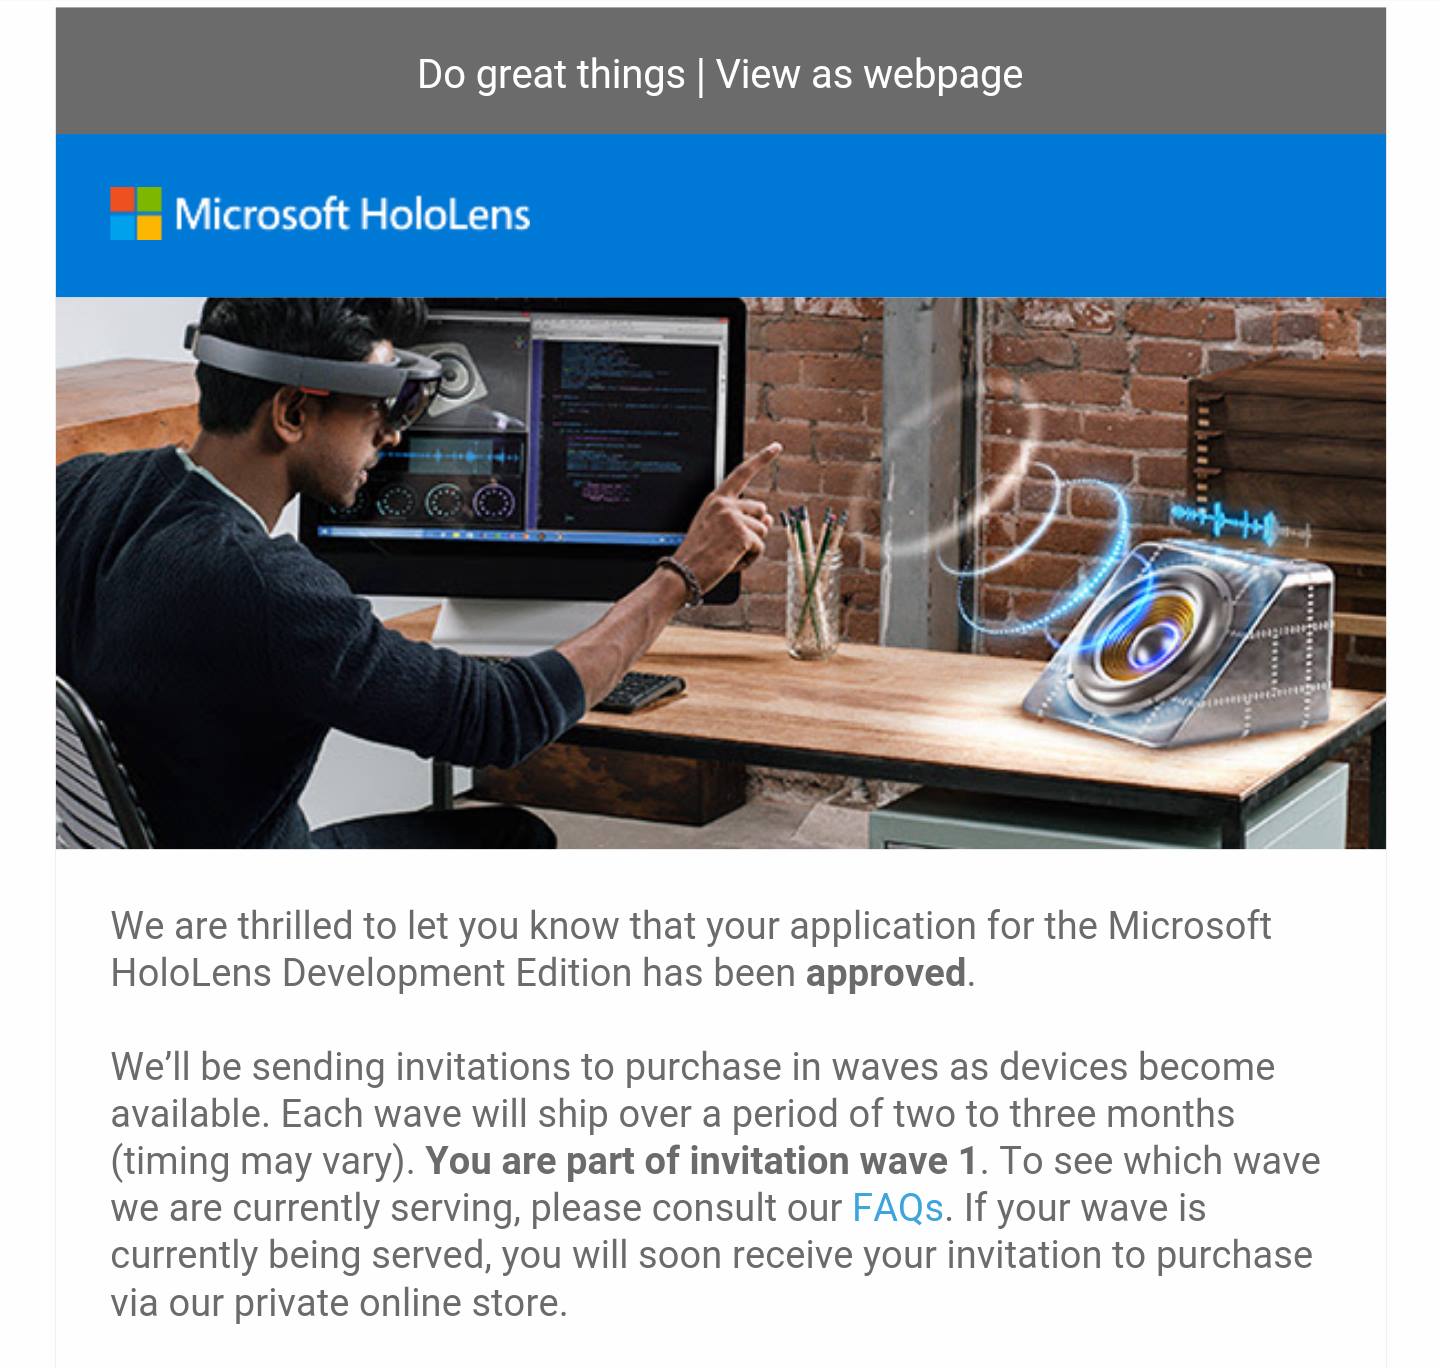 Do great things | View as webpage
Microsoft HoloLens
We are thrilled to let you know that your application for the Microsoft
HoloLens Development Edition has been approved.
We’ll be sending invitations to purchase in waves as devices become
available. Each wave will ship over a period of two to three months
(timing may vary). You are part of invitation wave 1. To see which wave
we are currently serving, please consult our FAQs. If your wave is
currently being served, you will soon receive your invitation to purchase
via our private online store.